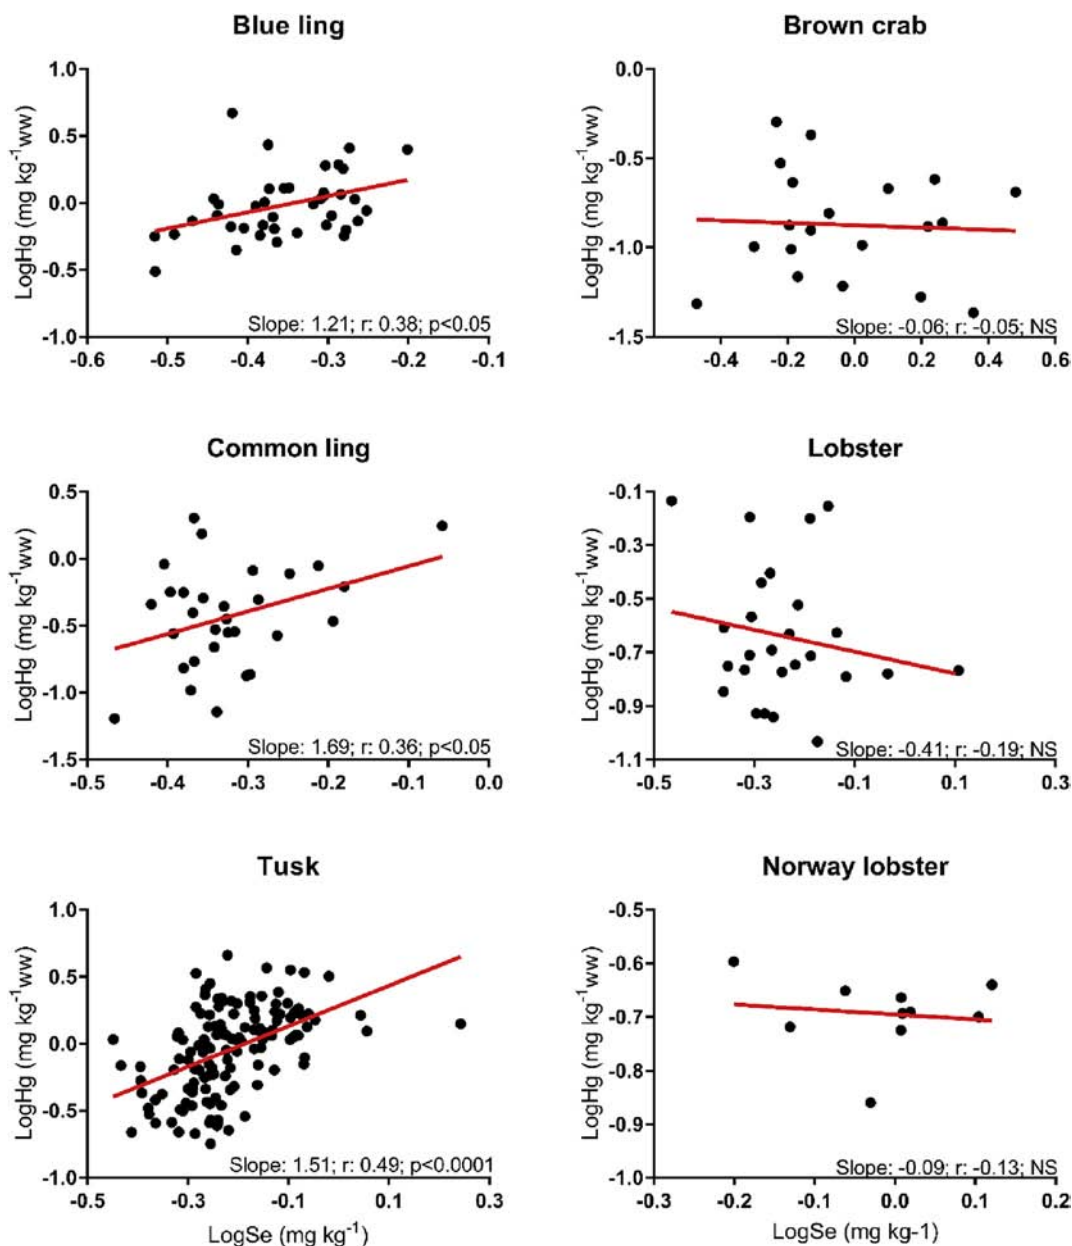 Blue ling
LogHg (mg kg⁻¹ww)
1.0
0.5
0.0
-0.5
-1.0
Slope: 1.21; r: 0.38; p<0.05
-0.6 -0.5 -0.4 -0.3 -0.2 -0.1
Brown crab
LogHg (mg kg⁻¹ww)
0.0
-0.5
-1.0
-1.5
Slope: -0.06; r: -0.05; NS
-0.4 -0.2 0.0 0.2 0.4 0.6
Common ling
LogHg (mg kg⁻¹ww)
0.5
0.0
-0.5
-1.0
-1.5
Slope: 1.69; r: 0.36; p<0.05
-0.5 -0.4 -0.3 -0.2 -0.1 0.0
Lobster
LogHg (mg kg⁻¹ww)
-0.1
-0.3
-0.5
-0.7
-0.9
-1.1
Slope: -0.41; r: -0.19; NS
-0.5 -0.3 -0.1 0.1 0.3
Tusk
LogHg (mg kg⁻¹ww)
1.0
0.5
0.0
-0.5
-1.0
Slope: 1.51; r: 0.49; p<0.0001
-0.5 -0.3 -0.1 0.1 0.3
LogSe (mg kg⁻¹)
Norway lobster
LogHg (mg kg⁻¹ww)
-0.5
-0.6
-0.7
-0.8
-0.9
-1.0
Slope: -0.09; r: -0.13; NS
-0.3 -0.2 -0.1 0.0 0.1 0.2
LogSe (mg kg-1)